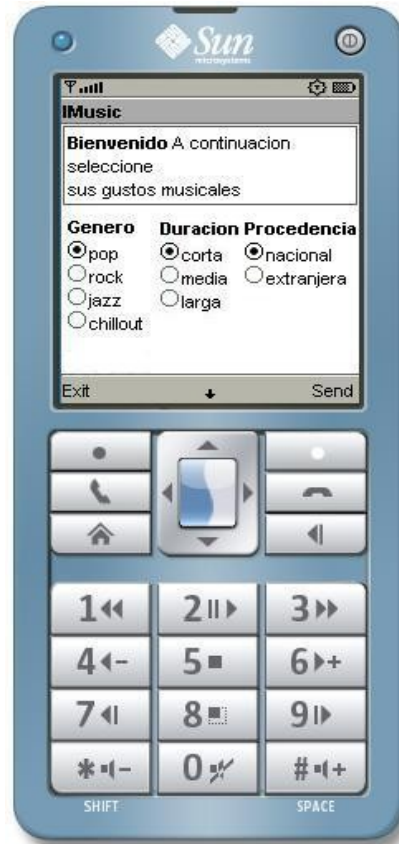 Sun
microsystems
IMusic
Bienvenido A continuacion
seleccione
sus gustos musicales
Genero Duracion Procedencia
pop corta nacional
rock media extranjera
jazz larga
chillout
Exit Send
1 2 3
4 - 5 6 +
7 8 9
* - 0 # +
SHIFT SPACE